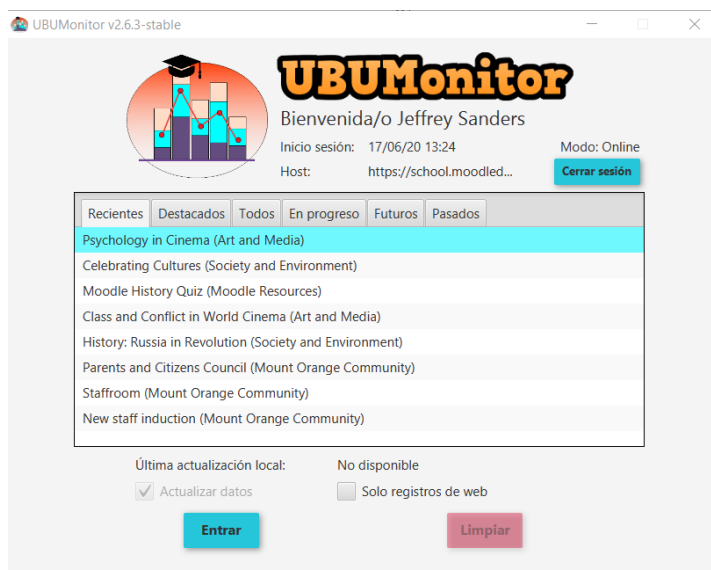 UBUMonitor v2.6.3-stable
UBUMonitor
Bienvenida/o Jeffrey Sanders
Inicio sesión: 17/06/20 13:24 Modo: Online
Host: https://school.moodled... Cerrar sesión
Recientes Destacados Todos En progreso Futuros Pasados
Psychology in Cinema (Art and Media)
Celebrating Cultures (Society and Environment)
Moodle History Quiz (Moodle Resources)
Class and Conflict in World Cinema (Art and Media)
History: Russia in Revolution (Society and Environment)
Parents and Citizens Council (Mount Orange Community)
Staffroom (Mount Orange Community)
New staff induction (Mount Orange Community)
Última actualización local: No disponible
Actualizar datos Solo registros de web
Entrar Limpiar